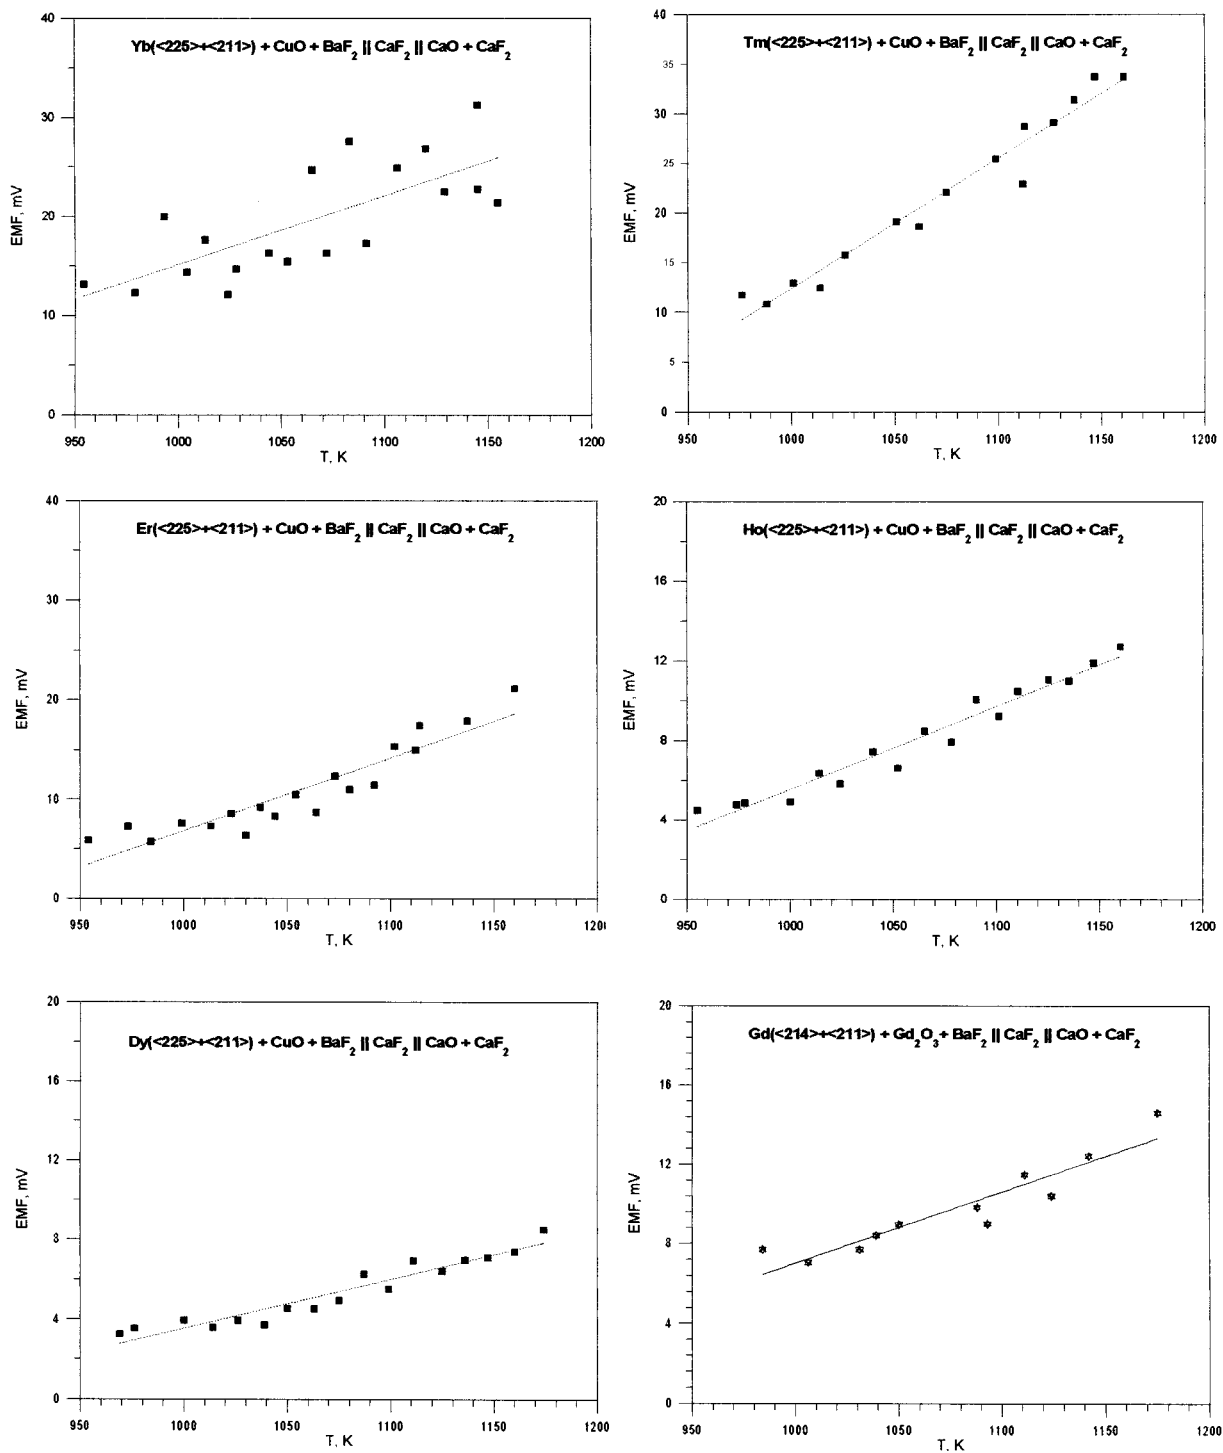 Yb(<225>+<211>) + CuO + BaF2 || CaF2 || CaO + CaF2
EMF, mV
40
30
20
10
0
950 1000 1050 1100 1150 1200
T, K
Tm(<225>+<211>) + CuO + BaF2 || CaF2 || CaO + CaF2
EMF, mV
40
35
30
25
20
15
10
5
0
950 1000 1050 1100 1150 1200
T, K
Er(<225>+<211>) + CuO + BaF2 || CaF2 || CaO + CaF2
EMF, mV
40
30
20
10
0
950 1000 1050 1100 1150 1200
T, K
Ho(<225>+<211>) + CuO + BaF2 || CaF2 || CaO + CaF2
EMF, mV
20
16
12
8
4
0
950 1000 1050 1100 1150 1200
T, K
Dy(<225>+<211>) + CuO + BaF2 || CaF2 || CaO + CaF2
EMF, mV
20
16
12
8
4
0
950 1000 1050 1100 1150 1200
T, K
Gd(<214>+<211>) + Gd2O3 + BaF2 || CaF2 || CaO + CaF2
EMF, mV
20
16
12
8
4
0
950 1000 1050 1100 1150 1200
T, K